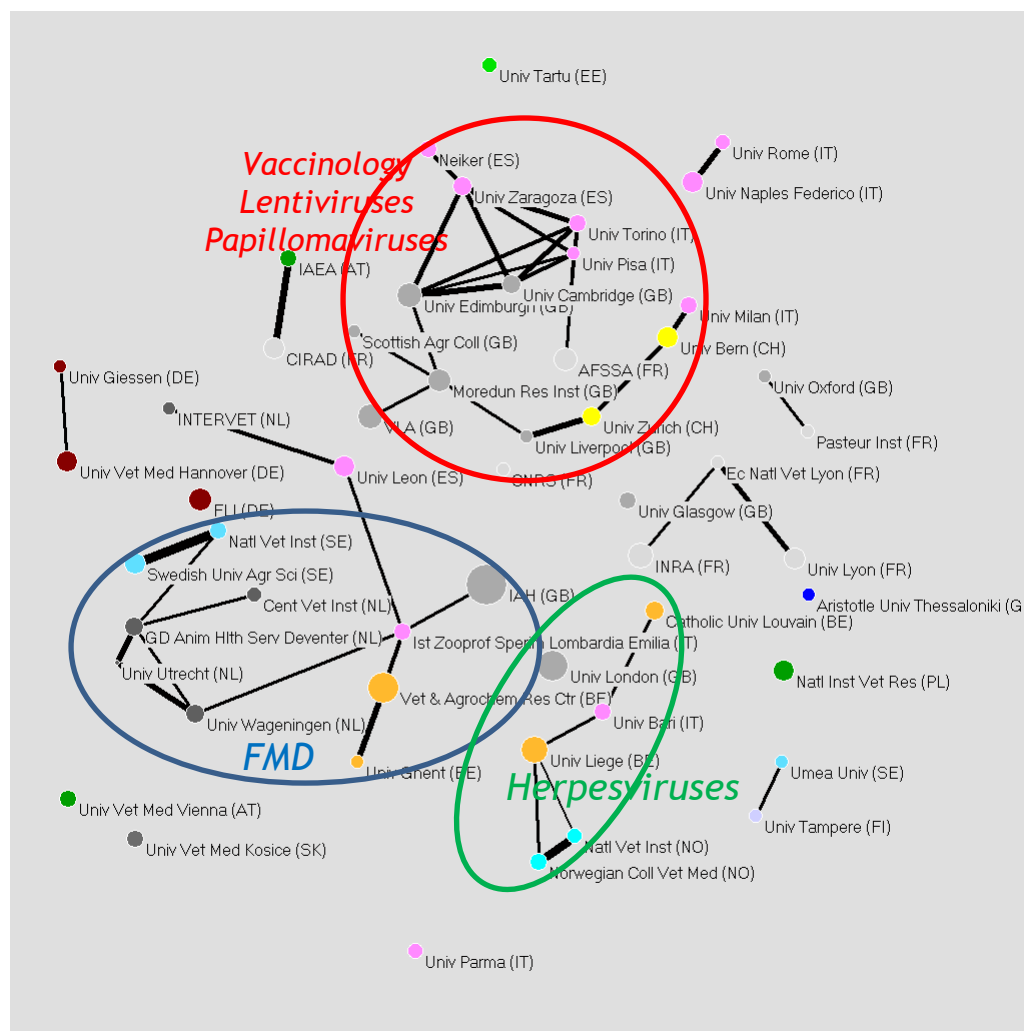 Univ Tartu (EE)
Univ Rome (IT)
Vaccinology
Lentiviruses
Papillomaviruses
Neiker (ES)
Univ Naples Federico (IT)
Univ Zaragoza (ES)
Univ Torino (IT)
Univ Pisa (IT)
IAEA (AT)
Univ Cambridge (GB)
Univ Edimburgh (GB)
Univ Milan (IT)
Scottish Agr Coll (GB)
Univ Bern (CH)
CIRAD (FR)
AFSSA (FR)
Univ Giessen (DE)
Moredun Res Inst (GB)
Univ Oxford (GB)
INTERVET (NL)
VLA (GB)
Univ Zurich (CH)
Univ Liverpool (GB)
Pasteur Inst (FR)
Univ Vet Med Hannover (DE)
Univ Leon (ES)
CNRS (FR)
Ec Natl Vet Lyon (FR)
FLI (DE)
Univ Glasgow (GB)
Natl Vet Inst (SE)
Swedish Univ Agr Sci (SE)
INRA (FR)
Univ Lyon (FR)
Cent Vet Inst (NL)
IAH (GB)
Aristotle Univ Thessaloniki (G
Catholic Univ Louvain (BE)
GD Anim Hlth Serv Deventer (NL)
Ist Zooprof Sperim Lombardia Emilia (IT)
Univ Utrecht (NL)
Univ London (GB)
Natl Inst Vet Res (PL)
Vet & Agrochem Res Ctr (BE)
Univ Wageningen (NL)
Univ Bari (IT)
FMD
Univ Ghent (BE)
Univ Liege (BE)
Umea Univ (SE)
Herpesviruses
Univ Vet Med Vienna (AT)
Univ Tampere (FI)
Univ Vet Med Kosice (SK)
Natl Vet Inst (NO)
Norwegian Coll Vet Med (NO)
Univ Parma (IT)